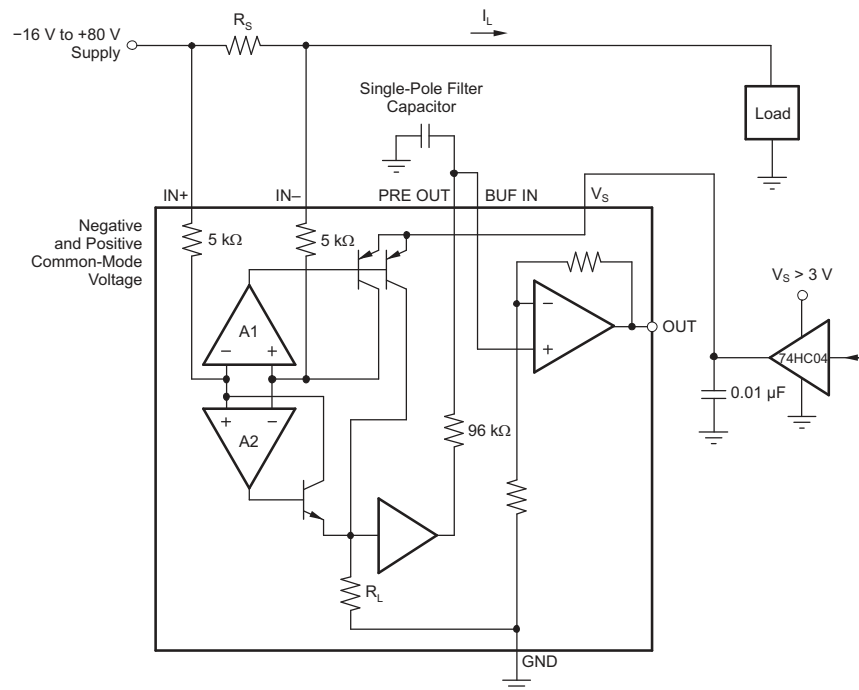 R_S
I_L
−16 V to +80 V
Supply
Single-Pole Filter
Capacitor
Load
IN+
IN–
PRE OUT
BUF IN
V_S
Negative
and Positive
Common-Mode
Voltage
5 kΩ
5 kΩ
V_S > 3 V
A1
− +
− 
+
OUT
74HC04
0.01 µF
+ −
A2
96 kΩ
R_L
GND